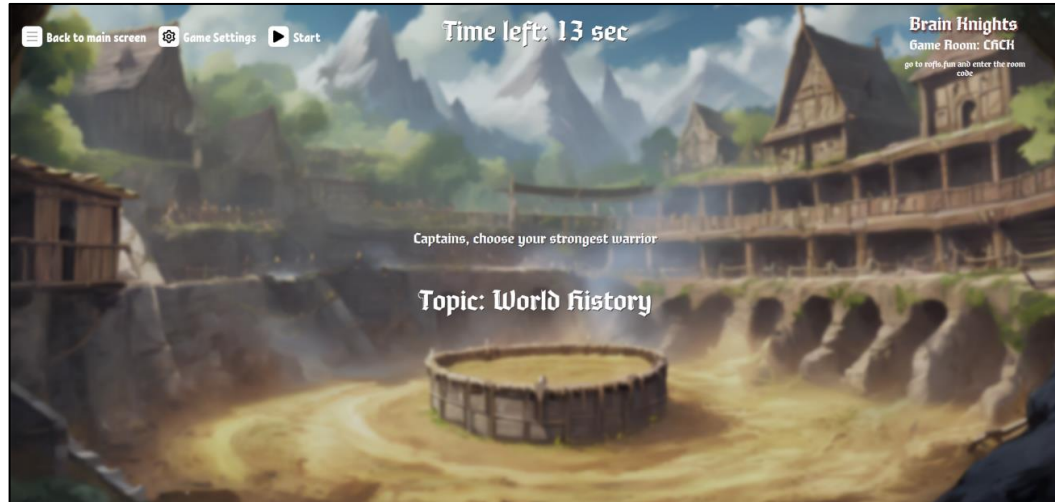 Back to main screen
Game Settings
Start
Time left: 13 sec
Brain Knights
Game Room: CACH
go to rofls.fun and enter the room
code
Captains, choose your strongest warrior
Topic: World History